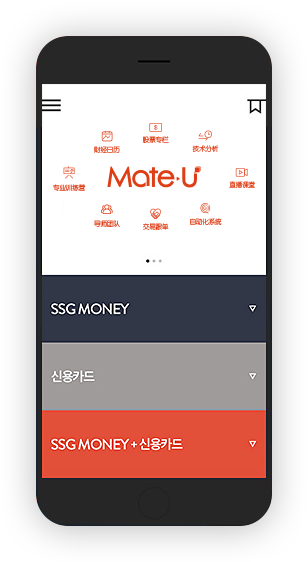 股票专栏
财经日历
技术分析
Mate·U
专业训练营
直播课堂
导师团队
交易跟单
自动化系统
SSG MONEY
신용카드
SSG MONEY + 신용카드